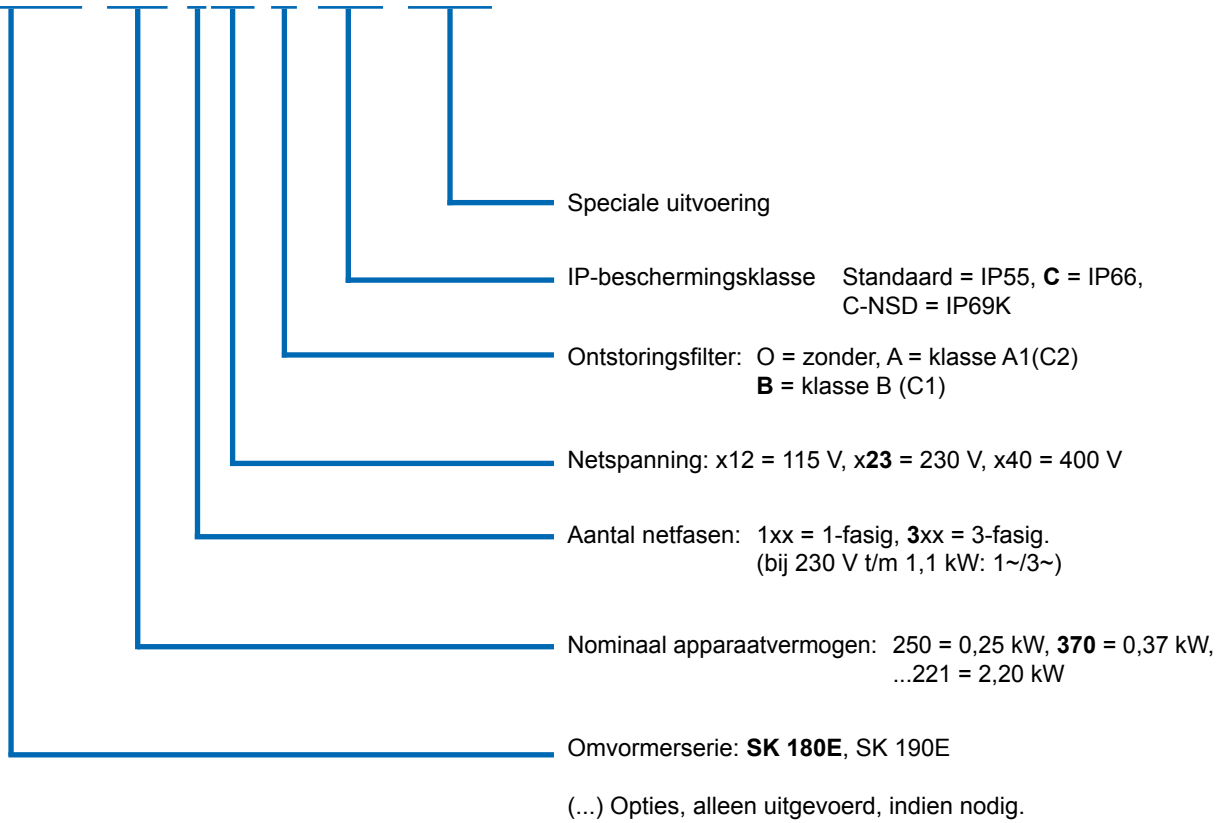 Speciale uitvoering
IP-beschermingsklasse Standaard = IP55, C = IP66,
C-NSD = IP69K
Ontstoringsfilter: O = zonder, A = klasse A1(C2)
B = klasse B (C1)
Netspanning: x12 = 115 V, x23 = 230 V, x40 = 400 V
Aantal netfasen: 1xx = 1-fasig, 3xx = 3-fasig.
(bij 230 V t/m 1,1 kW: 1~/3~)
Nominaal apparaatvermogen: 250 = 0,25 kW, 370 = 0,37 kW,
...221 = 2,20 kW
Omvormerserie: SK 180E, SK 190E
(...) Opties, alleen uitgevoerd, indien nodig.